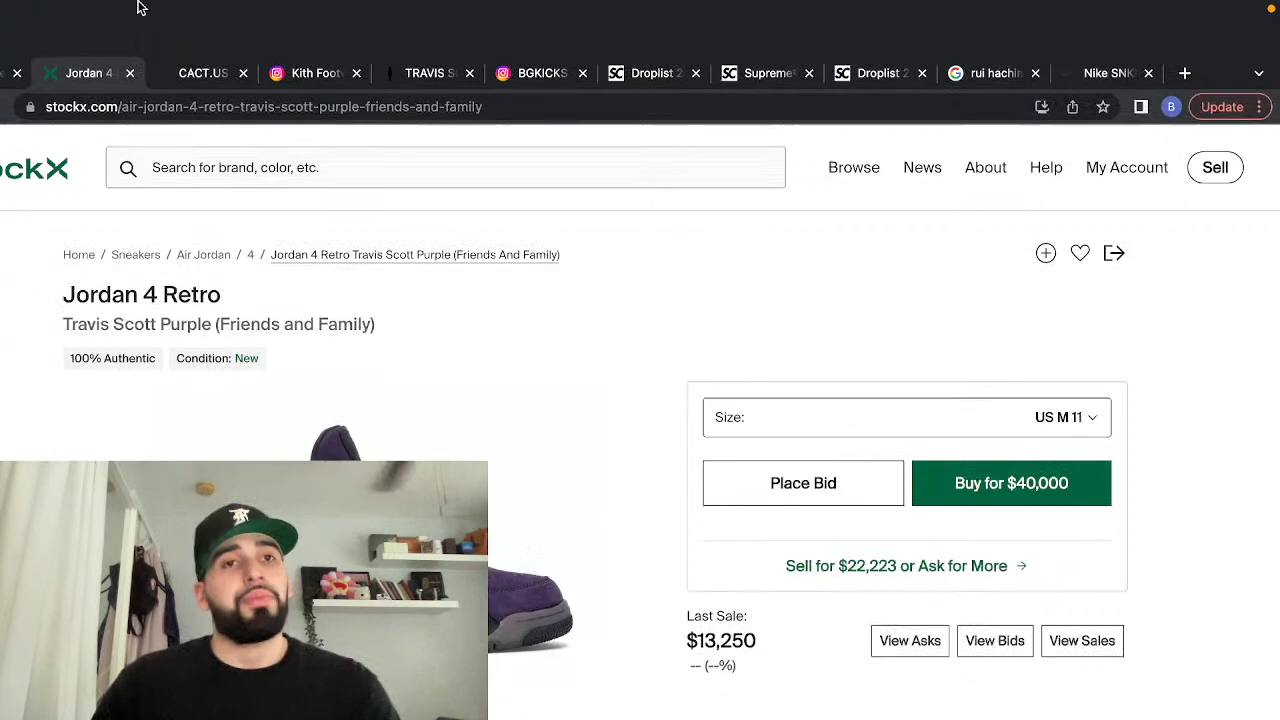 Jordan 4
CACT.US
Kith Foot
TRAVIS S
BGKICKS
SC Droplist 2
SC Supreme
SC Droplist 2
rui hachim
Nike SNK
stockx.com/air-jordan-4-retro-travis-scott-purple-friends-and-family
B
Update
ockX
Search for brand, color, etc.
Browse
News
About
Help
My Account
Sell
Home / Sneakers / Air Jordan / 4 / Jordan 4 Retro Travis Scott Purple (Friends And Family)
Jordan 4 Retro
Travis Scott Purple (Friends and Family)
100% Authentic
Condition: New
Size:
US M 11
Place Bid
Buy for $40,000
Sell for $22,223 or Ask for More →
Last Sale:
$13,250
-- (--%)
View Asks
View Bids
View Sales